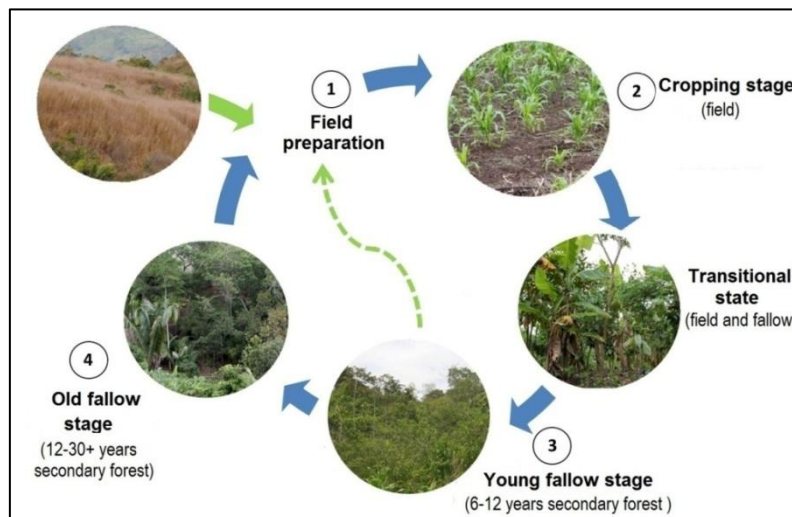 1
Field
preparation
2
Cropping stage
(field)
Transitional
state
(field and fallow
3
Young fallow stage
(6-12 years secondary forest )
4
Old fallow
stage
(12-30+ years
secondary forest)